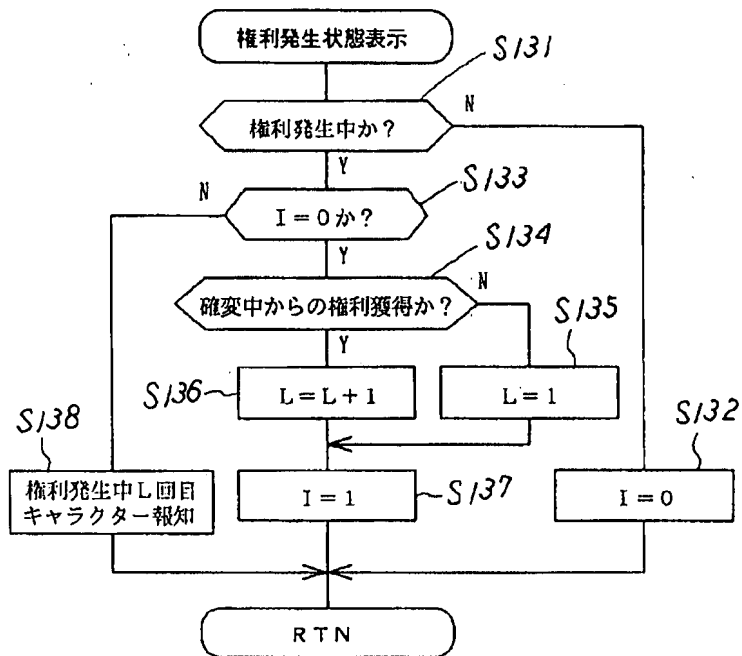 権利発生状態表示
S131
権利発生中か?
N
Y
S133
N
I=0か?
Y
S134
確変中からの権利獲得か?
N
S135
Y
S136
L=L+1
L=1
S138
S132
権利発生中L回目
キャラクター報知
I=1
S137
I=0
RTN